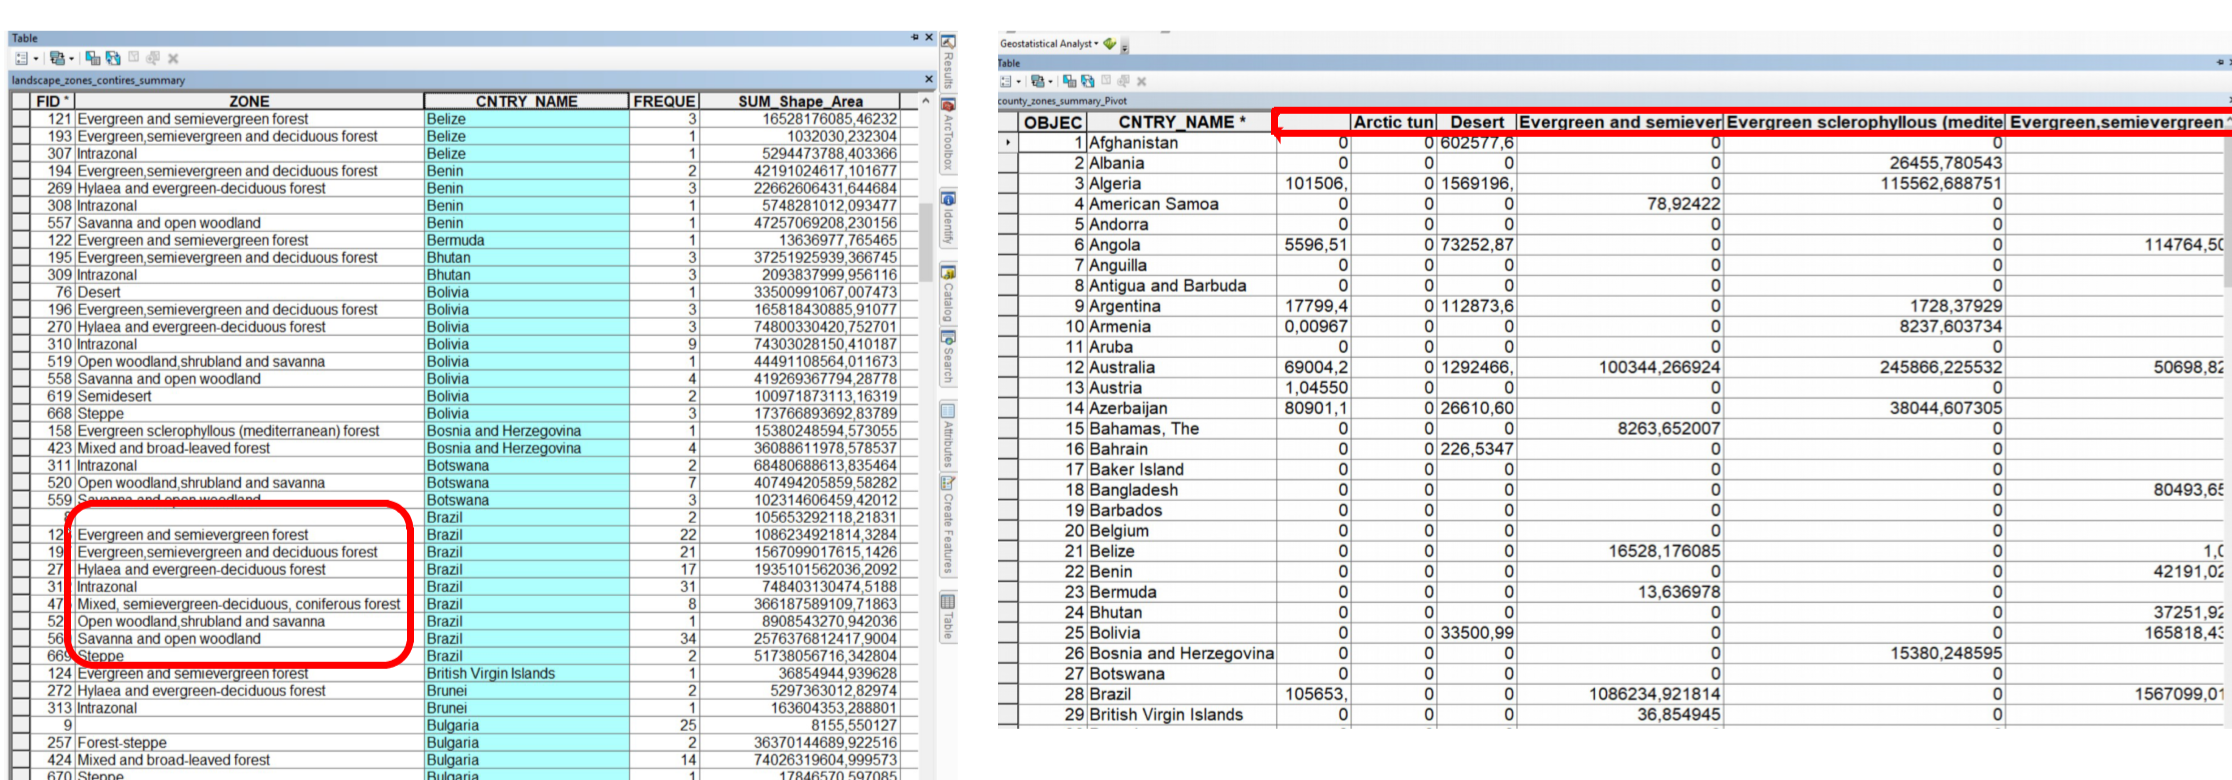 Table
landscape_zones_contires_summary
FID * ZONE CNTRY_NAME FREQUE SUM_Shape_Area
121 Evergreen and semievergreen forest Belize 3 16528176085,46232
193 Evergreen,semievergreen and deciduous forest Belize 1 1032030,232304
307 Intrazonal Belize 1 5294473788,403366
194 Evergreen,semievergreen and deciduous forest Benin 2 42191024617,101677
269 Hylaea and evergreen-deciduous forest Benin 3 22662606431,644684
308 Intrazonal Benin 1 5748281012,093477
557 Savanna and open woodland Benin 1 47257069208,230156
122 Evergreen and semievergreen forest Bermuda 1 13636977,765465
195 Evergreen,semievergreen and deciduous forest Bhutan 3 37251925939,366745
309 Intrazonal Bhutan 3 2093837999,956116
76 Desert Bolivia 1 33500991067,007473
196 Evergreen,semievergreen and deciduous forest Bolivia 3 165818430885,91077
270 Hylaea and evergreen-deciduous forest Bolivia 3 74800330420,752701
310 Intrazonal Bolivia 9 74303028150,410187
519 Open woodland,shrubland and savanna Bolivia 1 44491108564,011673
558 Savanna and open woodland Bolivia 4 419269367794,28778
619 Semidesert Bolivia 2 100971873113,16319
668 Steppe Bolivia 3 173766893692,83789
158 Evergreen sclerophyllous (mediterranean) forest Bosnia and Herzegovina 1 15380248594,573055
423 Mixed and broad-leaved forest Bosnia and Herzegovina 4 36088611978,578537
311 Intrazonal Botswana 2 68480688613,835464
520 Open woodland,shrubland and savanna Botswana 7 407494205859,58282
559 Savanna and open woodland Botswana 3 102314606459,42012
Brazil 2 105653292118,21831
12 Evergreen and semievergreen forest Brazil 22 1086234921814,3284
19 Evergreen,semievergreen and deciduous forest Brazil 21 1567099017615,1426
27 Hylaea and evergreen-deciduous forest Brazil 17 1935101562036,2092
31 Intrazonal Brazil 31 748403130474,5188
47 Mixed, semievergreen-deciduous, coniferous forest Brazil 8 366187589109,71863
52 Open woodland,shrubland and savanna Brazil 1 8908543270,942036
56 Savanna and open woodland Brazil 34 2576376812417,9004
669 Steppe Brazil 2 51738056716,342804
124 Evergreen and semievergreen forest British Virgin Islands 1 36854944,939628
272 Hylaea and evergreen-deciduous forest Brunei 2 5297363012,82974
313 Intrazonal Brunei 1 163604353,288801
9 Bulgaria 25 8155,550127
257 Forest-steppe Bulgaria 2 36370144689,922516
424 Mixed and broad-leaved forest Bulgaria 14 74026319604,999573
670 Steppe Bulgaria 1 17846570,597085
Results
ArcToolbox
Identify
Catalog
Search
Attributes
Create Features
Table
Geostatistical Analyst
Table
county_zones_summary_Pivot
OBJEC CNTRY_NAME * Arctic tun Desert Evergreen and semiever Evergreen sclerophyllous (medite Evergreen,semievergreen
1 Afghanistan 0 0 602577,6 0 0
2 Albania 0 0 0 0 26455,780543
3 Algeria 101506, 0 1569196, 0 115562,688751
4 American Samoa 0 0 0 78,92422 0
5 Andorra 0 0 0 0 0
6 Angola 5596,51 0 73252,87 0 0 114764,50
7 Anguilla 0 0 0 0 0
8 Antigua and Barbuda 0 0 0 0 0
9 Argentina 17799,4 0 112873,6 0 1728,37929
10 Armenia 0,00967 0 0 0 8237,603734
11 Aruba 0 0 0 0 0
12 Australia 69004,2 0 1292466, 100344,266924 245866,225532 50698,82
13 Austria 1,04550 0 0 0 0
14 Azerbaijan 80901,1 0 26610,60 0 38044,607305
15 Bahamas, The 0 0 0 8263,652007 0
16 Bahrain 0 0 226,5347 0 0
17 Baker Island 0 0 0 0 0
18 Bangladesh 0 0 0 0 0 80493,65
19 Barbados 0 0 0 0 0
20 Belgium 0 0 0 0 0
21 Belize 0 0 0 16528,176085 0 1,0
22 Benin 0 0 0 0 0 42191,02
23 Bermuda 0 0 0 13,636978 0
24 Bhutan 0 0 0 0 0 37251,92
25 Bolivia 0 0 33500,99 0 0 165818,43
26 Bosnia and Herzegovina 0 0 0 0 15380,248595
27 Botswana 0 0 0 0 0
28 Brazil 105653, 0 0 1086234,921814 0 1567099,01
29 British Virgin Islands 0 0 0 36,854945 0